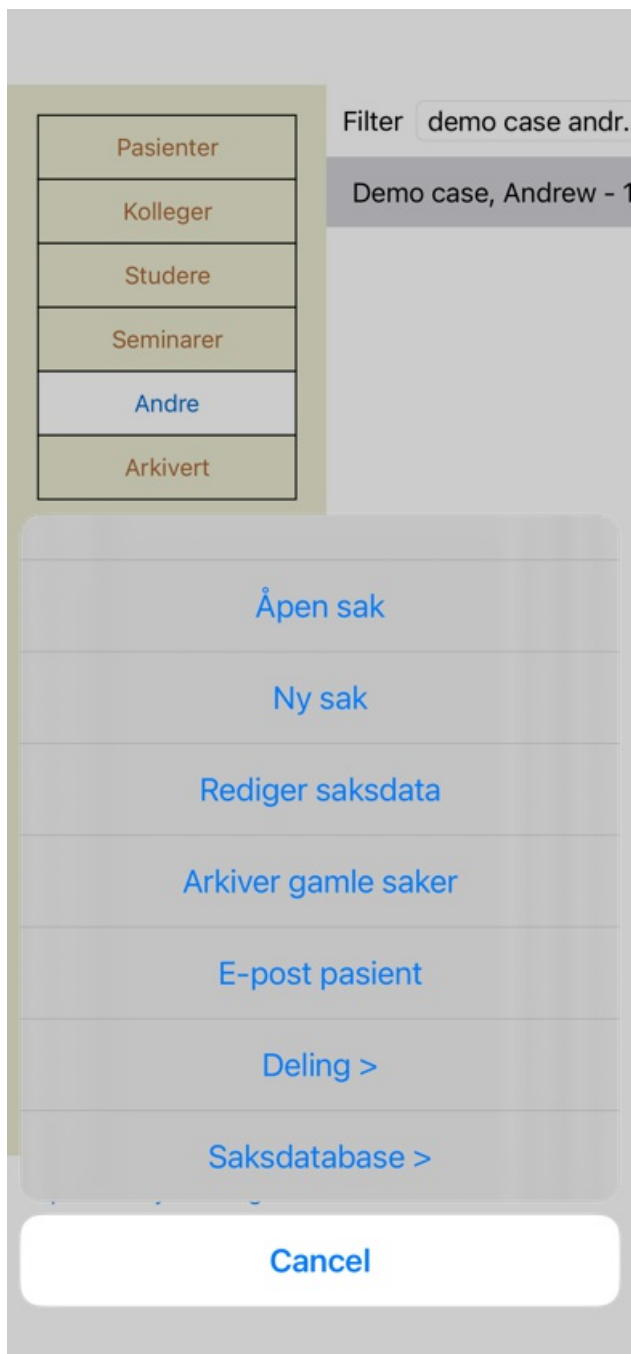 Pasienter
Kolleger
Studere
Seminarer
Andre
Arkivert
Filter demo case andr.
Demo case, Andrew - 1
Åpen sak
Ny sak
Rediger saksdata
Arkiver gamle saker
E-post pasient
Deling >
Saksdatabase >
Cancel